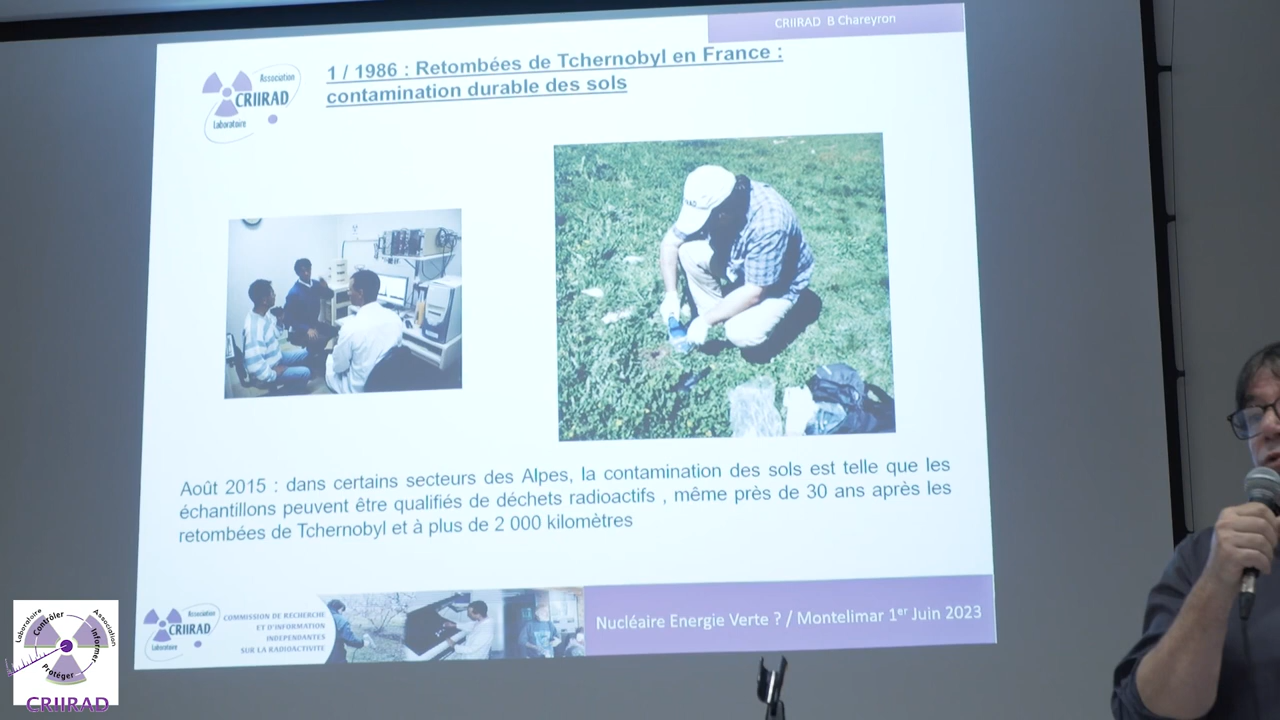 CRIIRAD B Chareyron
Association
CRIIRAD
Laboratoire
1 / 1986 : Retombées de Tchernobyl en France :
contamination durable des sols
Août 2015 : dans certains secteurs des Alpes, la contamination des sols est telle que les
échantillons peuvent être qualifiés de déchets radioactifs , même près de 30 ans après les
retombées de Tchernobyl et à plus de 2 000 kilomètres
Association
CRIIRAD
Laboratoire
COMMISSION DE RECHERCHE
ET D'INFORMATION
INDEPENDANTES
SUR LA RADIOACTIVITE
Nucléaire Energie Verte ? / Montelimar 1er Juin 2023
Laboratoire
Association
Contrôler
Informer
Protéger
CRIIRAD